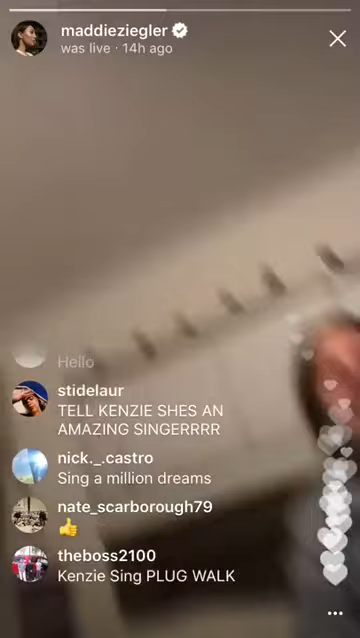 maddieziegler
was live · 14h ago
Hello
stidelaur
TELL KENZIE SHES AN
AMAZING SINGERRRR
nick._.castro
Sing a million dreams
nate_scarborough79
👍
theboss2100
Kenzie Sing PLUG WALK